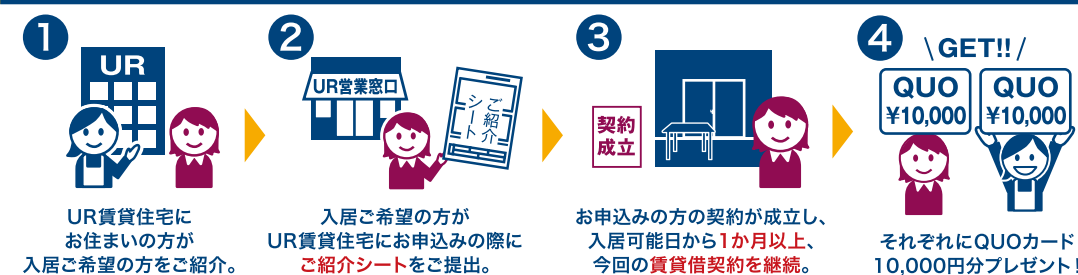 1
UR
UR賃貸住宅に
お住まいの方が
入居ご希望の方をご紹介。
2
UR営業窓口
ご紹介
シート
入居ご希望の方が
UR賃貸住宅にお申込みの際に
ご紹介シートをご提出。
3
契約
成立
お申込みの方の契約が成立し、
入居可能日から1か月以上、
今回の賃貸借契約を継続。
4
\ GET!! /
QUO
¥10,000
QUO
¥10,000
それぞれにQUOカード
10,000円分プレゼント!